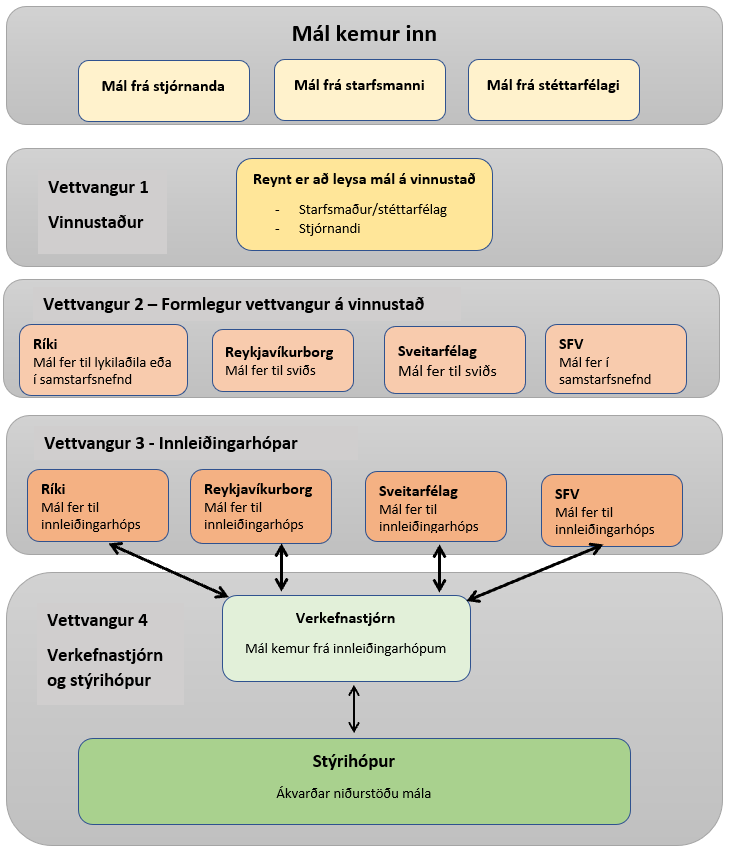 Mál kemur inn
Mál frá stjórnanda
Mál frá starfsmanni
Mál frá stéttarfélagi
Vettvangur 1
Vinnustaður
Reynt er að leysa mál á vinnustað
- Starfsmaður/stéttarfélag
- Stjórnandi
Vettvangur 2 – Formlegur vettvangur á vinnustað
Ríki
Mál fer til lykilaðila eða
í samstarfsnefnd
Reykjavíkurborg
Mál fer til sviðs
Sveitarfélag
Mál fer til sviðs
SFV
Mál fer í
samstarfsnefnd
Vettvangur 3 - Innleiðingarhópar
Ríki
Mál fer til
innleiðingarhóps
Reykjavíkurborg
Mál fer til
innleiðingarhóps
Sveitarfélag
Mál fer til
innleiðingarhóps
SFV
Mál fer til
innleiðingarhóps
Vettvangur 4
Verkefnastjórn
og stýrihópur
Verkefnastjórn
Mál kemur frá innleiðingarhópum
Stýrihópur
Ákvarðar niðurstöðu mála